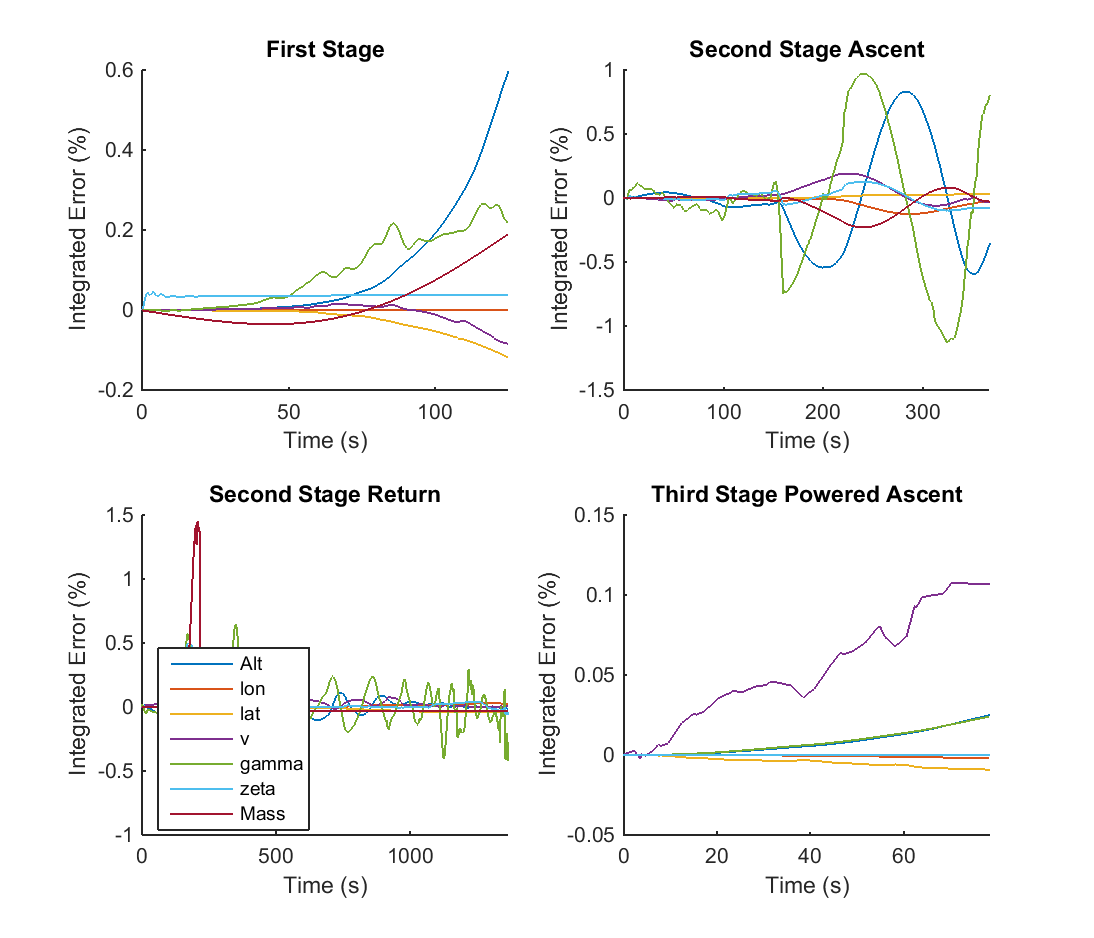 First Stage
Integrated Error (%)
0.6
0.4
0.2
0
-0.2
0 50 100
Time (s)
Second Stage Ascent
Integrated Error (%)
1
0.5
0
-0.5
-1
-1.5
0 100 200 300
Time (s)
Second Stage Return
Integrated Error (%)
1.5
1
0.5
0
-0.5
-1
Alt
lon
lat
v
gamma
zeta
Mass
0 500 1000
Time (s)
Third Stage Powered Ascent
Integrated Error (%)
0.15
0.1
0.05
0
-0.05
0 20 40 60
Time (s)